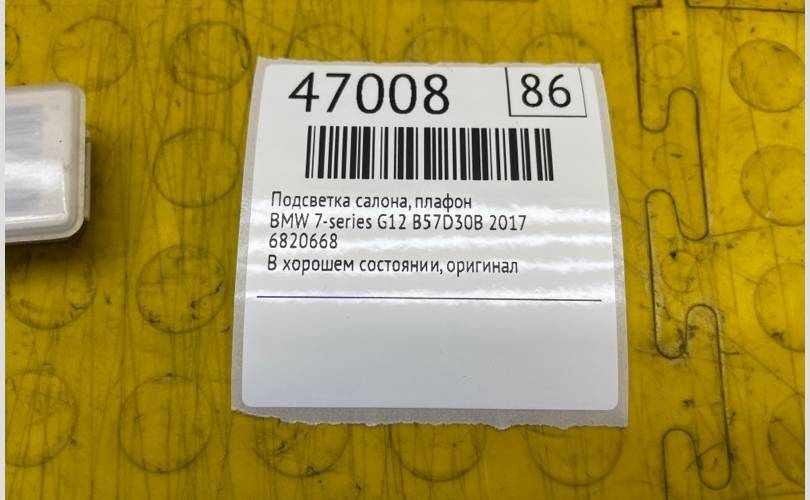 47008 86
Подсветка салона, плафон
BMW 7-series G12 B57D30B 2017
6820668
В хорошем состоянии, оригинал